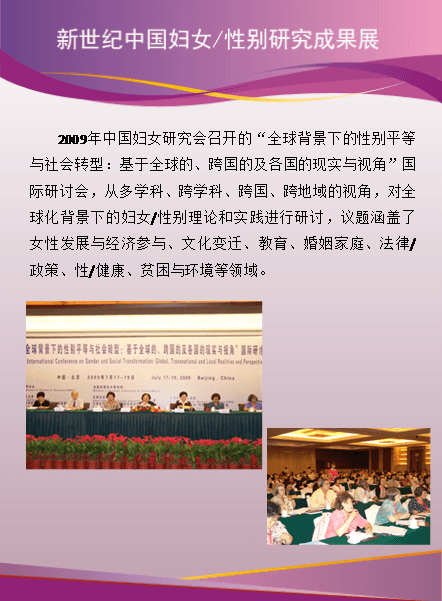 新世纪中国妇女/性别研究成果展
2009年中国妇女研究会召开的“全球背景下的性别平等
与社会转型：基于全球的、跨国的及各国的现实与视角”国
际研讨会，从多学科、跨学科、跨国、跨地域的视角，对全
球化背景下的妇女/性别理论和实践进行研讨，议题涵盖了
女性发展与经济参与、文化变迁、教育、婚姻家庭、法律/
政策、性/健康、贫困与环境等领域。
全球背景下的性别平等与社会转型：基于全球的、跨国的及各国的现实与视角”国际研讨
International Conference on Gender and Social Transformation: Global, Transnational and Local Realities and Perspectiv
中国·北京 2009年7月17-19日 July 17-19, 2009 Beijing, China